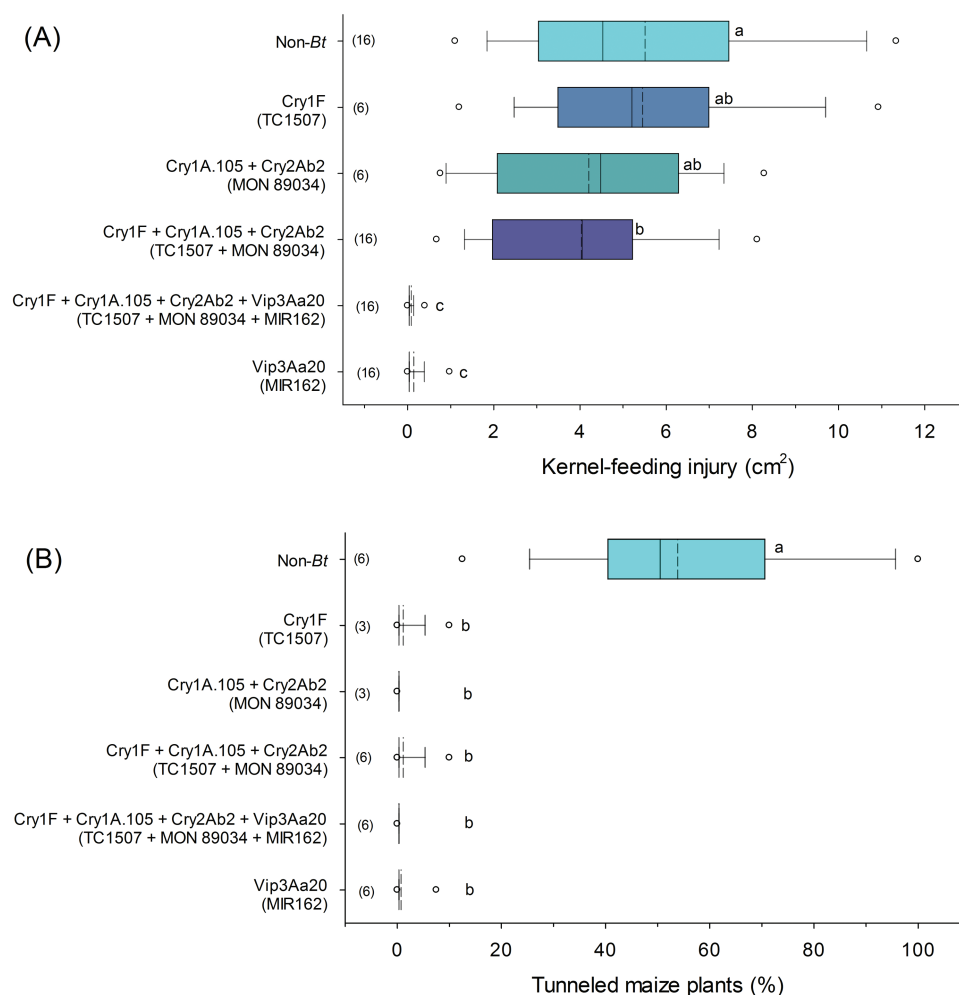 (A)
Non-Bt (16) a
Cry1F (6) ab
(TC1507)
Cry1A.105 + Cry2Ab2 (6) ab
(MON 89034)
Cry1F + Cry1A.105 + Cry2Ab2 (16) b
(TC1507 + MON 89034)
Cry1F + Cry1A.105 + Cry2Ab2 + Vip3Aa20 (16) c
(TC1507 + MON 89034 + MIR162)
Vip3Aa20 (16) c
(MIR162)
0 2 4 6 8 10 12
Kernel-feeding injury (cm²)
(B)
Non-Bt (6) a
Cry1F (3) b
(TC1507)
Cry1A.105 + Cry2Ab2 (3) b
(MON 89034)
Cry1F + Cry1A.105 + Cry2Ab2 (6) b
(TC1507 + MON 89034)
Cry1F + Cry1A.105 + Cry2Ab2 + Vip3Aa20 (6) b
(TC1507 + MON 89034 + MIR162)
Vip3Aa20 (6) b
(MIR162)
0 20 40 60 80 100
Tunneled maize plants (%)